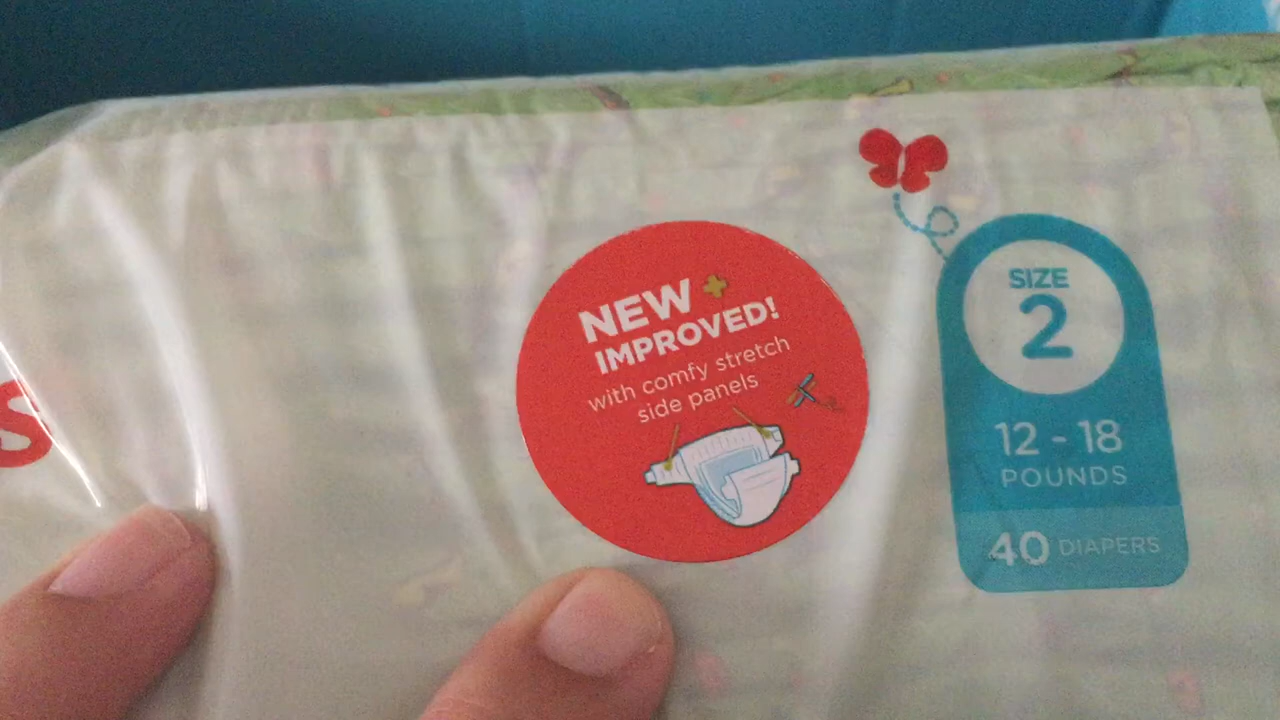 S
NEW +
IMPROVED!
with comfy stretch
side panels
SIZE
2
12 - 18
POUNDS
40 DIAPERS